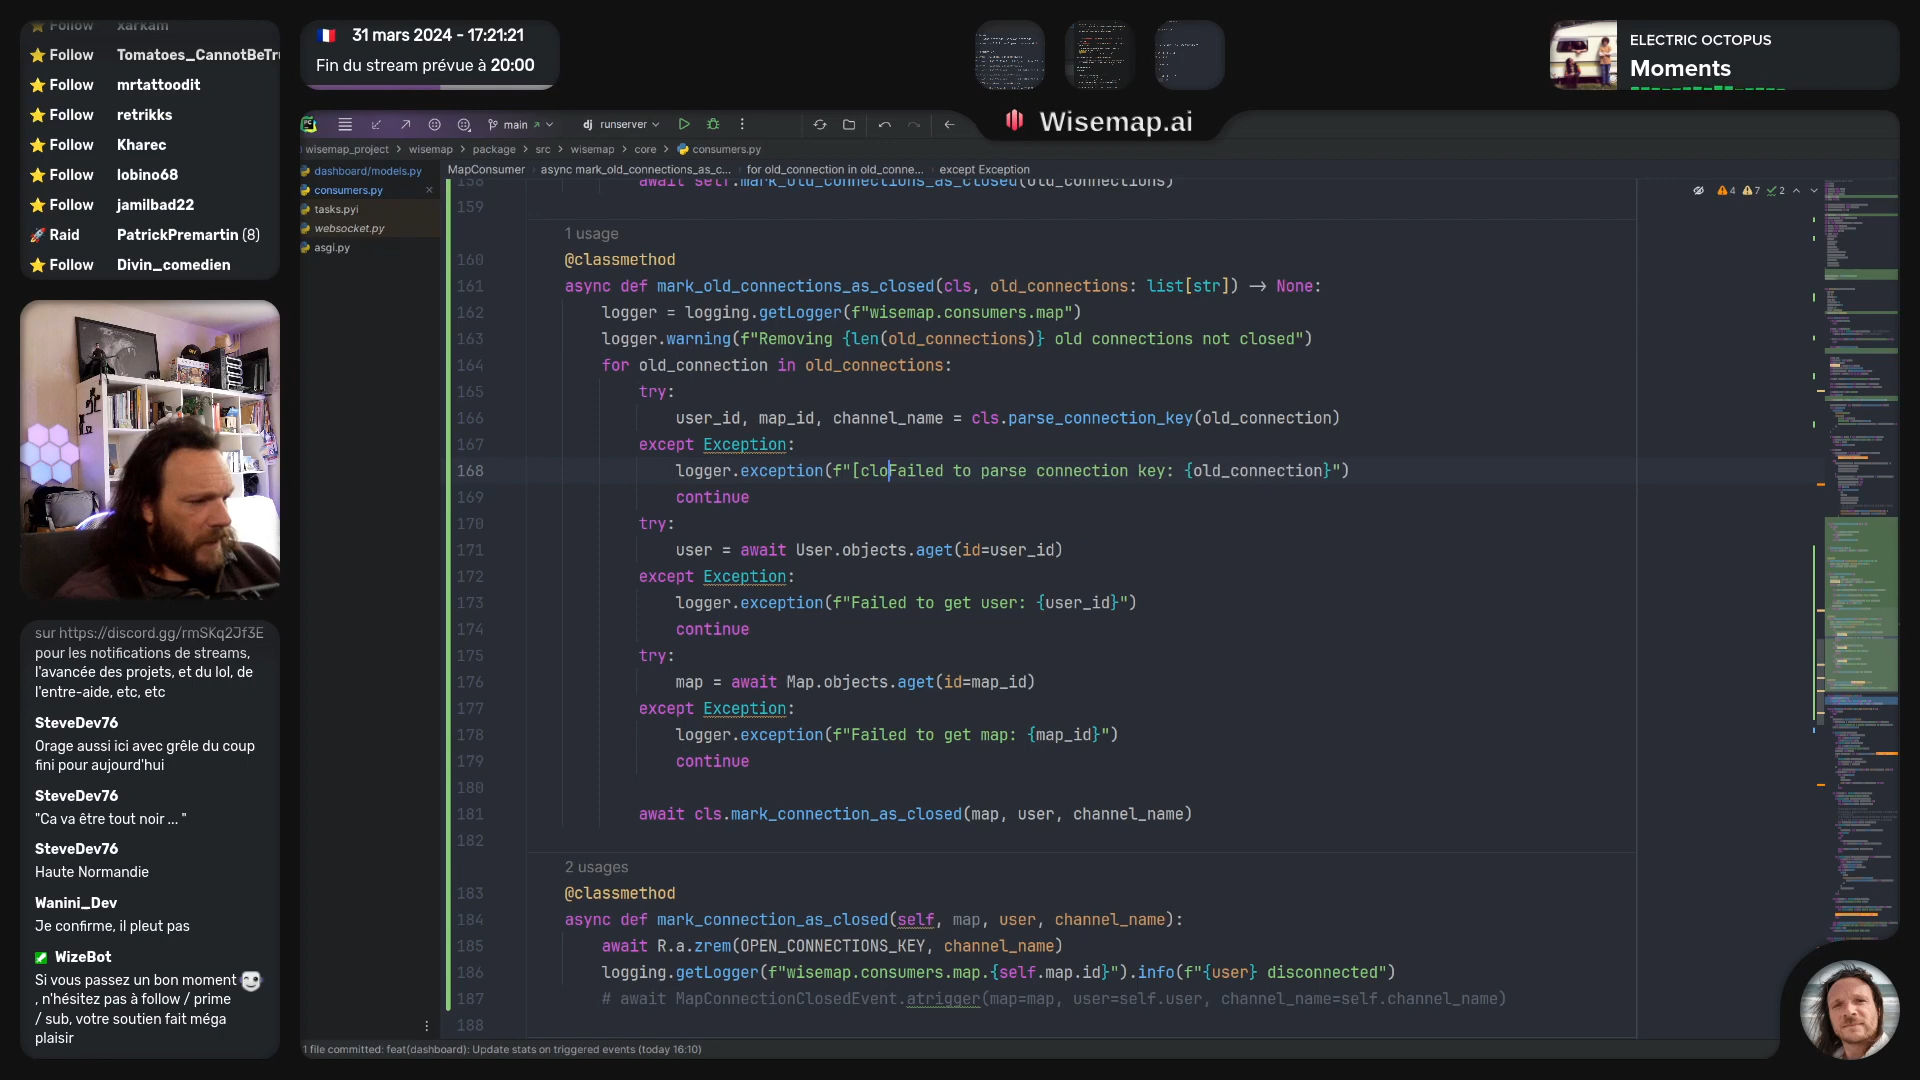 ⭐ Follow xarkam
⭐ Follow Tomatoes_CannotBeTr
⭐ Follow mrtattoodit
⭐ Follow retrikks
⭐ Follow Kharec
⭐ Follow lobino68
⭐ Follow jamilbad22
🚀 Raid PatrickPremartin (8)
⭐ Follow Divin_comedien
31 mars 2024 - 17:21:21
Fin du stream prévue à 20:00
ELECTRIC OCTOPUS
Moments
Wisemap.ai
main
dj runserver
wisemap_project > wisemap > package > src > wisemap > core > consumers.py
dashboard/models.py
consumers.py
tasks.pyi
websocket.py
asgi.py
MapConsumer async mark_old_connections_as_c... for old_connection in old_conne... except Exception
4 7 2
158 await self.mark_old_connections_as_closed(old_connections)
159
1 usage
160 @classmethod
161 async def mark_old_connections_as_closed(cls, old_connections: list[str]) → None:
162 logger = logging.getLogger(f"wisemap.consumers.map")
163 logger.warning(f"Removing {len(old_connections)} old connections not closed")
164 for old_connection in old_connections:
165 try:
166 user_id, map_id, channel_name = cls.parse_connection_key(old_connection)
167 except Exception:
168 logger.exception(f"[cloFailed to parse connection key: {old_connection}")
169 continue
170 try:
171 user = await User.objects.aget(id=user_id)
172 except Exception:
173 logger.exception(f"Failed to get user: {user_id}")
174 continue
175 try:
176 map = await Map.objects.aget(id=map_id)
177 except Exception:
178 logger.exception(f"Failed to get map: {map_id}")
179 continue
180
181 await cls.mark_connection_as_closed(map, user, channel_name)
182
2 usages
183 @classmethod
184 async def mark_connection_as_closed(self, map, user, channel_name):
185 await R.a.zrem(OPEN_CONNECTIONS_KEY, channel_name)
186 logging.getLogger(f"wisemap.consumers.map.{self.map.id}").info(f"{user} disconnected")
187 # await MapConnectionClosedEvent.atrigger(map=map, user=self.user, channel_name=self.channel_name)
188
1 file committed: feat(dashboard): Update stats on triggered events (today 16:10)
sur https://discord.gg/rmSKq2Jf3E
pour les notifications de streams,
l'avancée des projets, et du lol, de
l'entre-aide, etc, etc
SteveDev76
Orage aussi ici avec grêle du coup
fini pour aujourd'hui
SteveDev76
"Ca va être tout noir ... "
SteveDev76
Haute Normandie
Wanini_Dev
Je confirme, il pleut pas
WizeBot
Si vous passez un bon moment
, n'hésitez pas à follow / prime
/ sub, votre soutien fait méga
plaisir